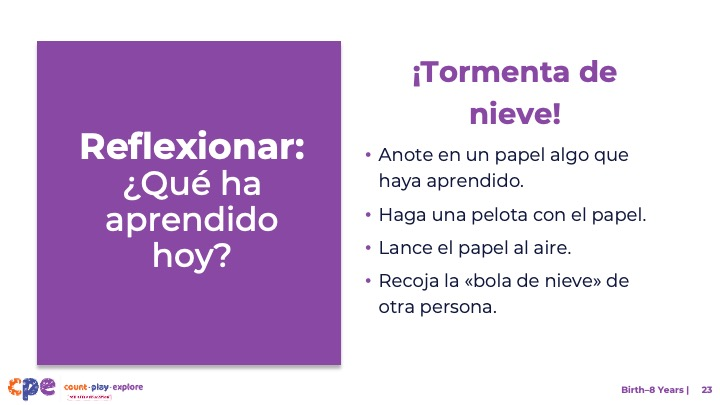 Reflexionar:
¿Qué ha
aprendido
hoy?
¡Tormenta de
nieve!
• Anote en un papel algo que
haya aprendido.
• Haga una pelota con el papel.
• Lance el papel al aire.
• Recoja la «bola de nieve» de
otra persona.
cpe
count·play·explore
Birth–8 Years | 23